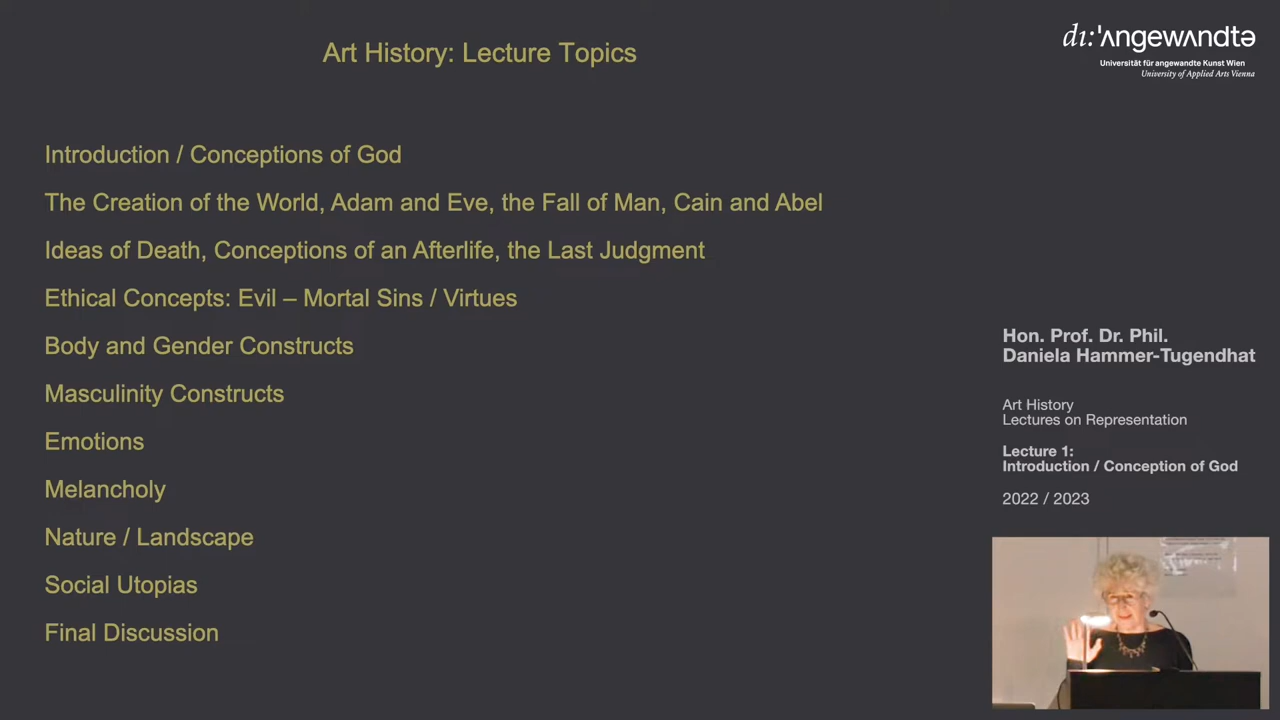 Art History: Lecture Topics
dı:'ʌngewʌndtə
Universität für angewandte Kunst Wien
University of Applied Arts Vienna
Introduction / Conceptions of God
The Creation of the World, Adam and Eve, the Fall of Man, Cain and Abel
Ideas of Death, Conceptions of an Afterlife, the Last Judgment
Ethical Concepts: Evil – Mortal Sins / Virtues
Body and Gender Constructs
Masculinity Constructs
Emotions
Melancholy
Nature / Landscape
Social Utopias
Final Discussion
Hon. Prof. Dr. Phil.
Daniela Hammer-Tugendhat
Art History
Lectures on Representation
Lecture 1:
Introduction / Conception of God
2022 / 2023